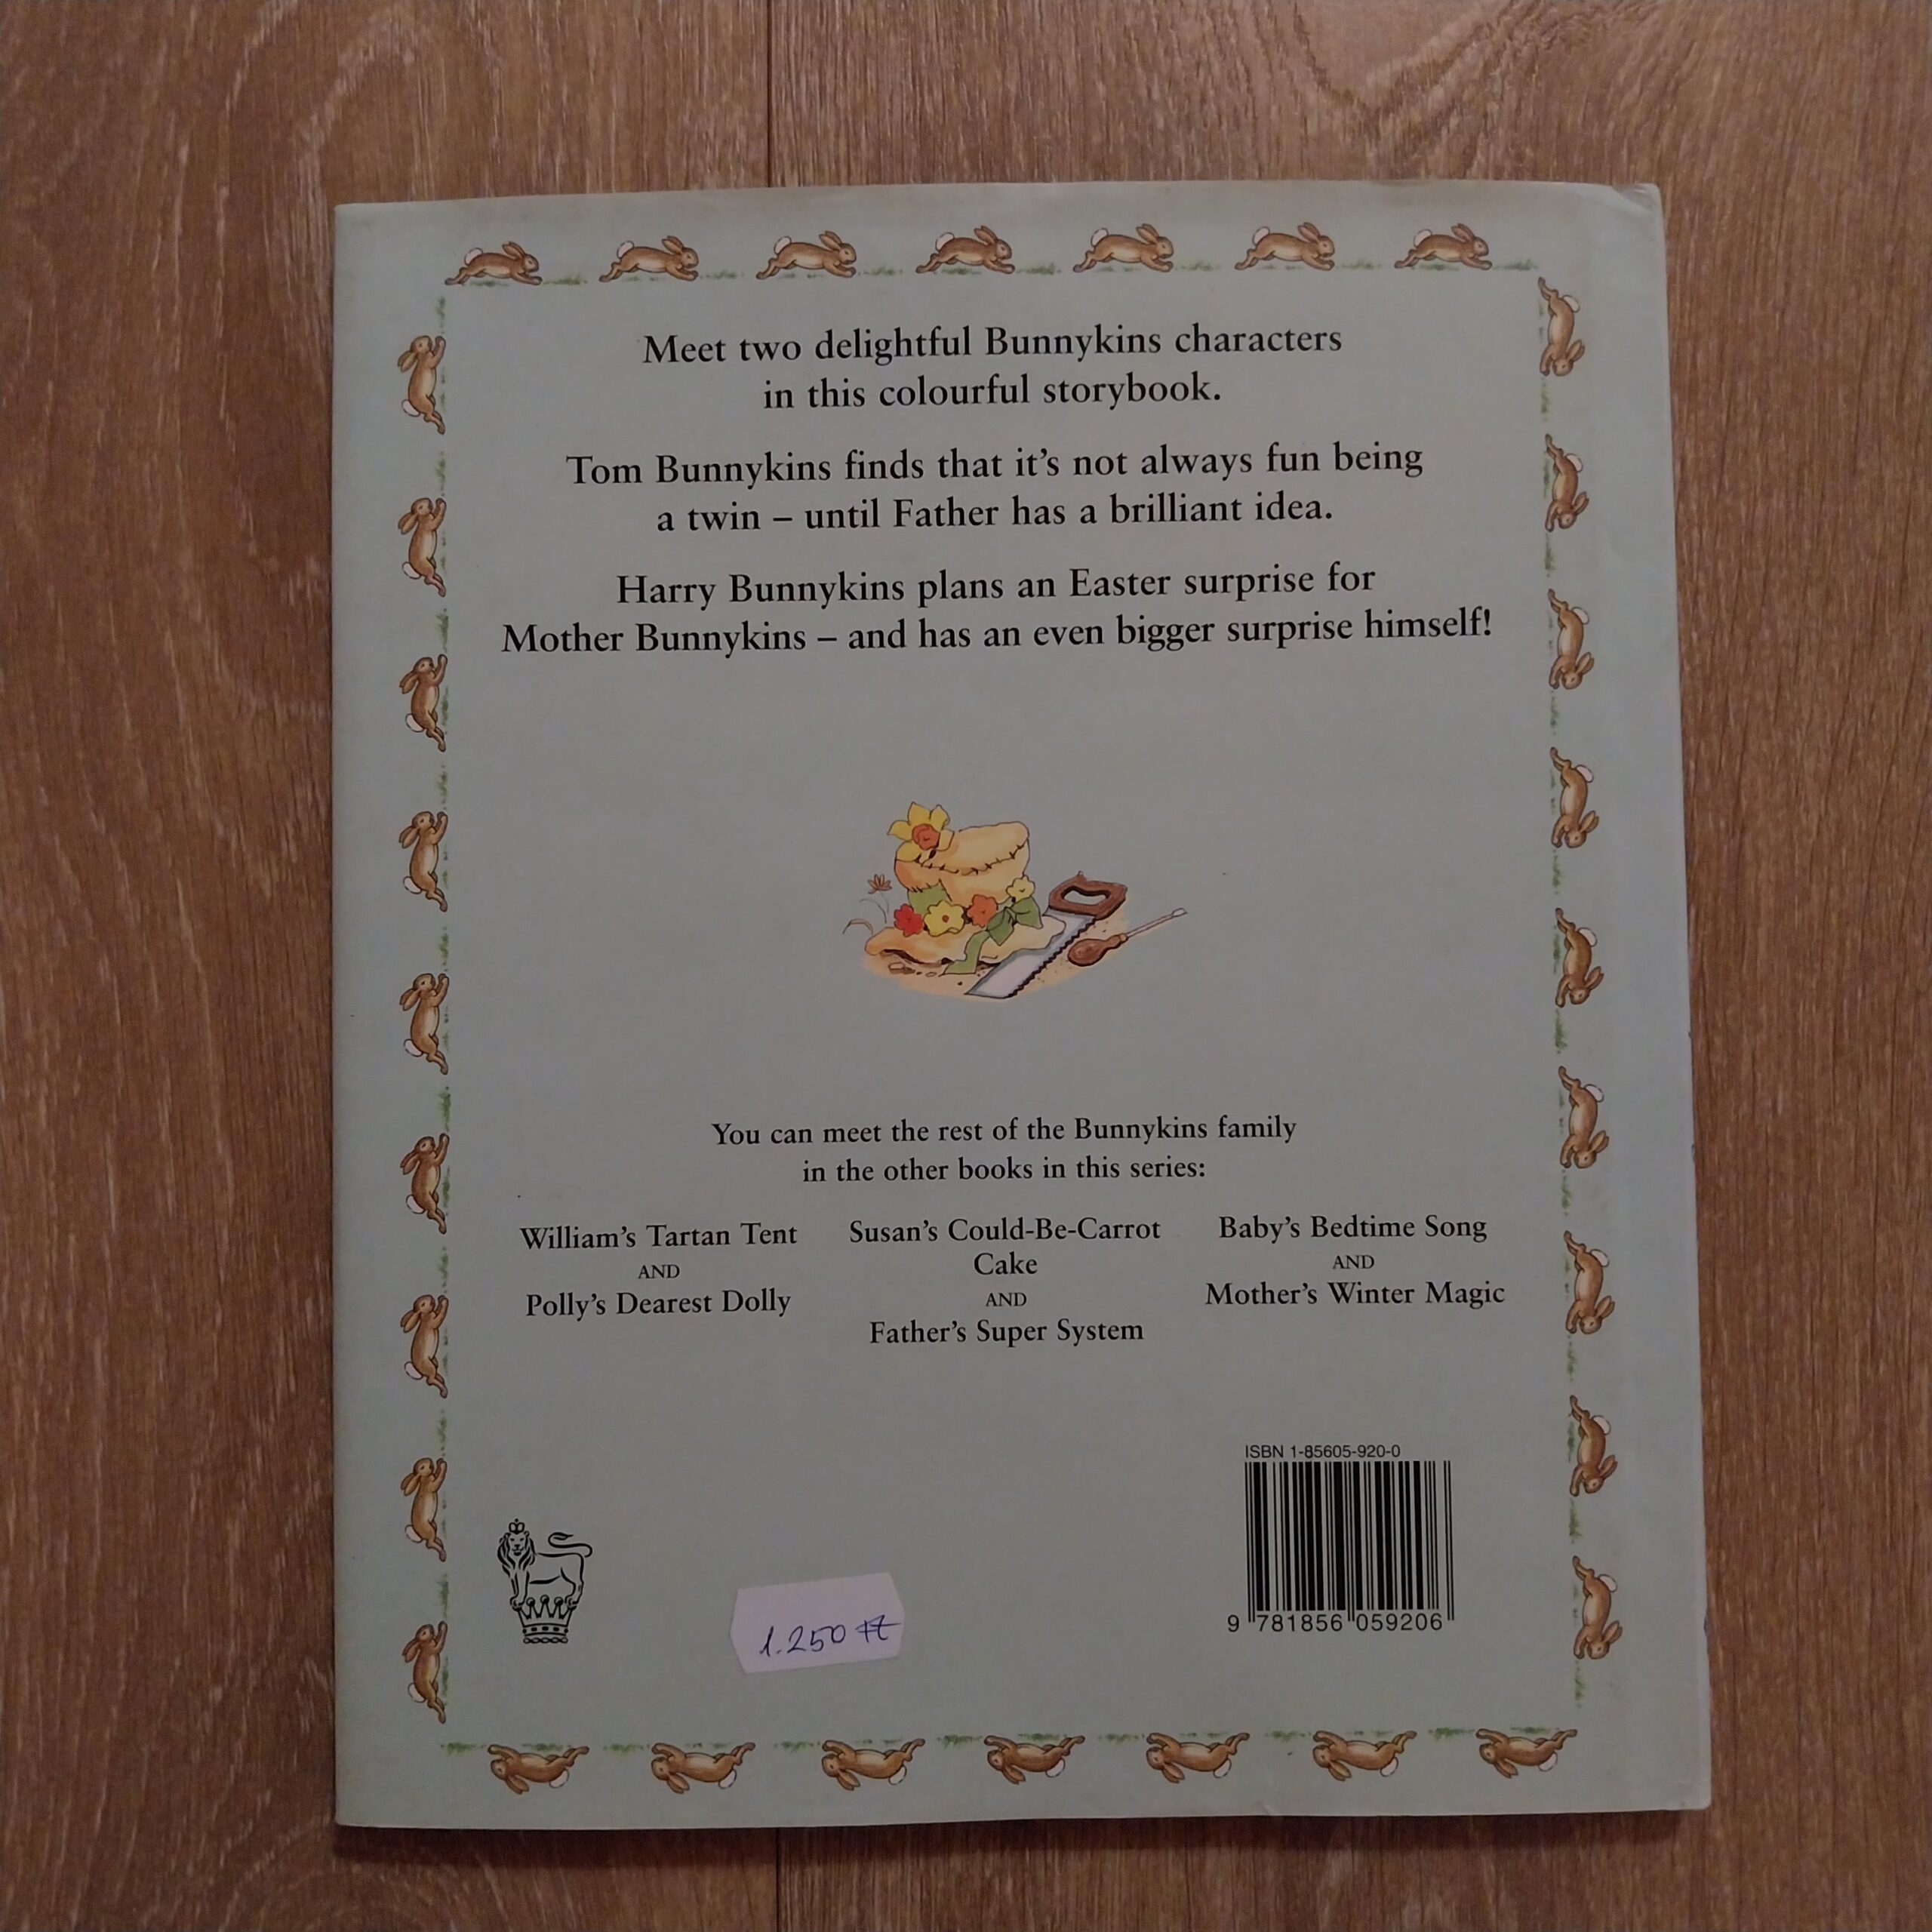 Meet two delightful Bunnykins characters
in this colourful storybook.
Tom Bunnykins finds that it's not always fun being
a twin – until Father has a brilliant idea.
Harry Bunnykins plans an Easter surprise for
Mother Bunnykins – and has an even bigger surprise himself!
You can meet the rest of the Bunnykins family
in the other books in this series:
William's Tartan Tent
AND
Polly's Dearest Dolly
Susan's Could-Be-Carrot
Cake
AND
Father's Super System
Baby's Bedtime Song
AND
Mother's Winter Magic
ISBN 1-85605-920-0
9 781856 059206
1.250 Ft